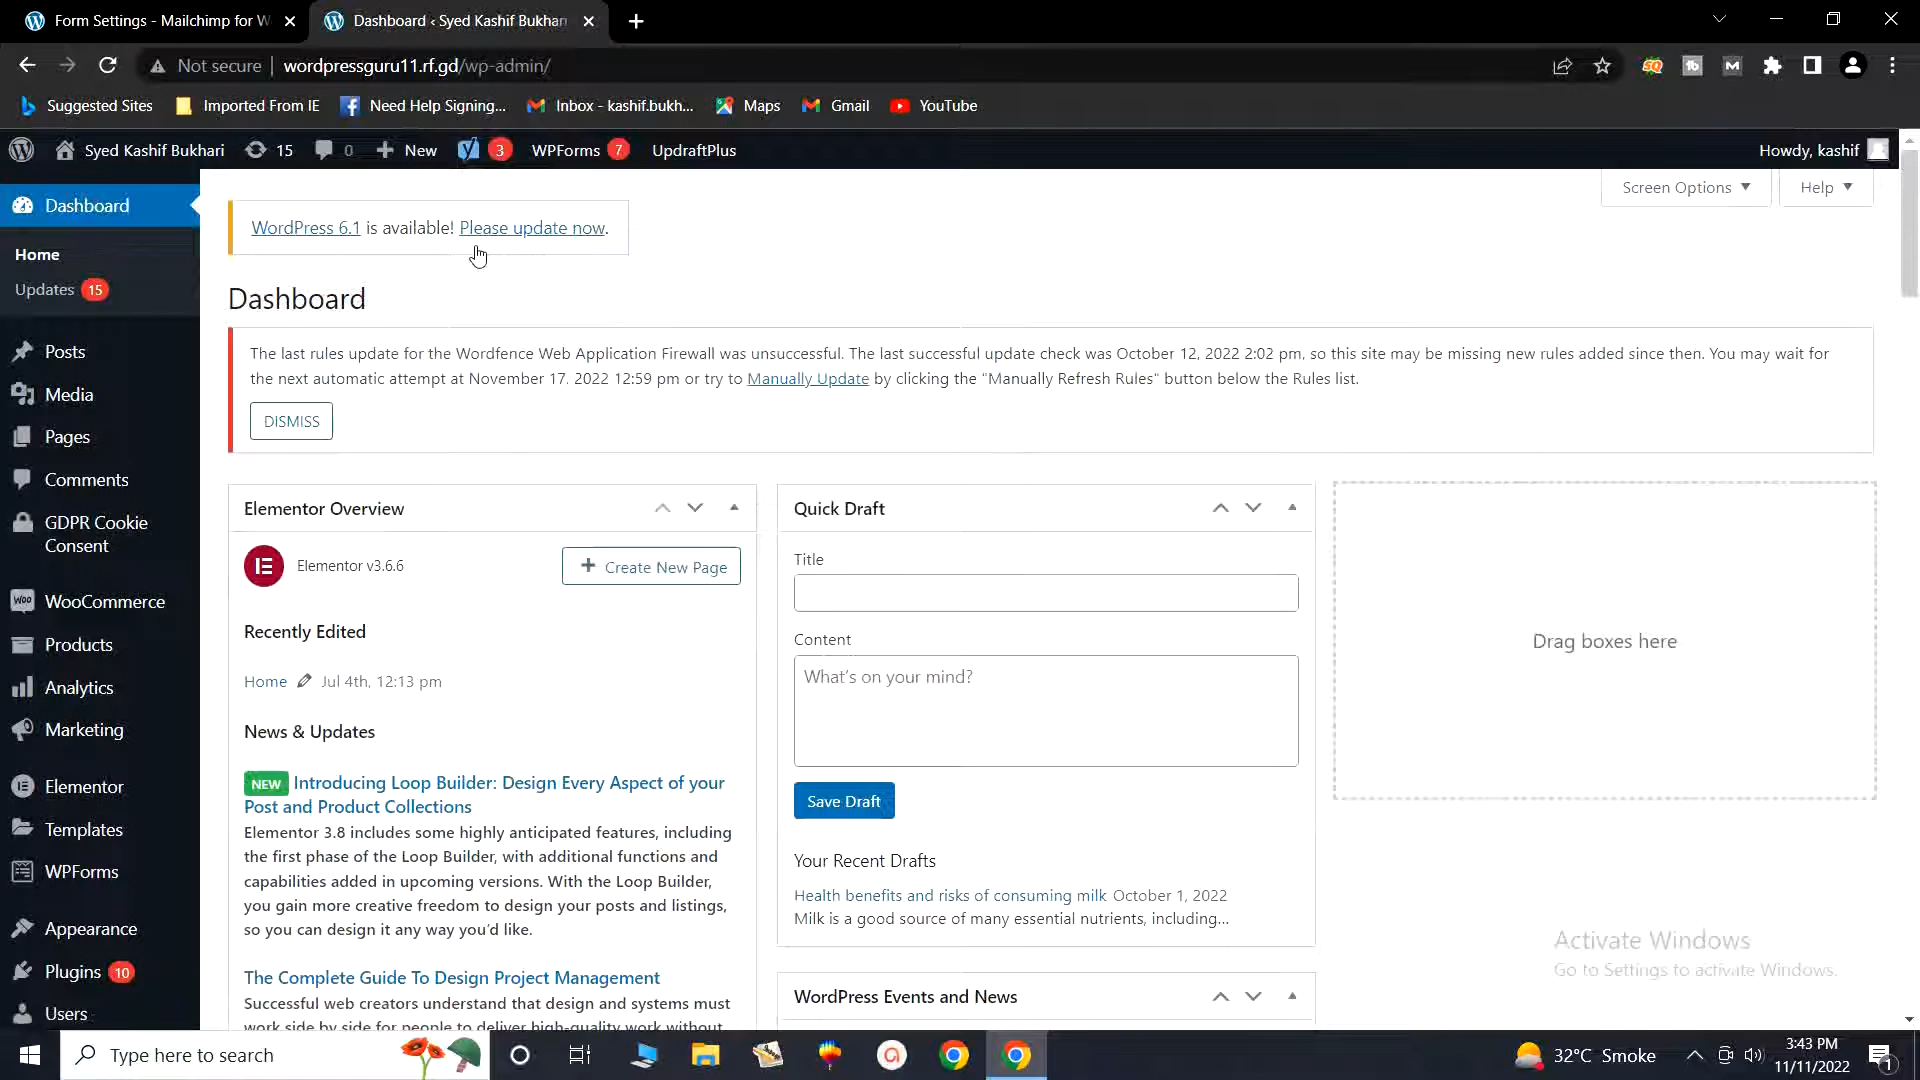 Form Settings - Mailchimp for W
Dashboard ‹ Syed Kashif Bukhari
Not secure
wordpressguru11.rf.gd/wp-admin/
Suggested Sites
Imported From IE
Need Help Signing...
Inbox - kashif.bukh...
Maps
Gmail
YouTube
Syed Kashif Bukhari
15
0
New
3
WPForms 7
UpdraftPlus
Howdy, kashif
Dashboard
Home
Updates 15
Posts
Media
Pages
Comments
GDPR Cookie
Consent
WooCommerce
Products
Analytics
Marketing
Elementor
Templates
WPForms
Appearance
Plugins 10
Users
Screen Options
Help
WordPress 6.1 is available! Please update now.
Dashboard
The last rules update for the Wordfence Web Application Firewall was unsuccessful. The last successful update check was October 12, 2022 2:02 pm, so this site may be missing new rules added since then. You may wait for
the next automatic attempt at November 17, 2022 12:59 pm or try to Manually Update by clicking the "Manually Refresh Rules" button below the Rules list.
DISMISS
Elementor Overview
Elementor v3.6.6
Create New Page
Recently Edited
Home
Jul 4th, 12:13 pm
News & Updates
NEW Introducing Loop Builder: Design Every Aspect of your
Post and Product Collections
Elementor 3.8 includes some highly anticipated features, including
the first phase of the Loop Builder, with additional functions and
capabilities added in upcoming versions. With the Loop Builder,
you gain more creative freedom to design your posts and listings,
so you can design it any way you'd like.
The Complete Guide To Design Project Management
Successful web creators understand that design and systems must
work side by side for people to deliver high-quality work without
Quick Draft
Title
Content
What's on your mind?
Save Draft
Your Recent Drafts
Health benefits and risks of consuming milk October 1, 2022
Milk is a good source of many essential nutrients, including...
WordPress Events and News
Drag boxes here
Activate Windows
Go to Settings to activate Windows.
Type here to search
32°C Smoke
3:43 PM
11/11/2022
1